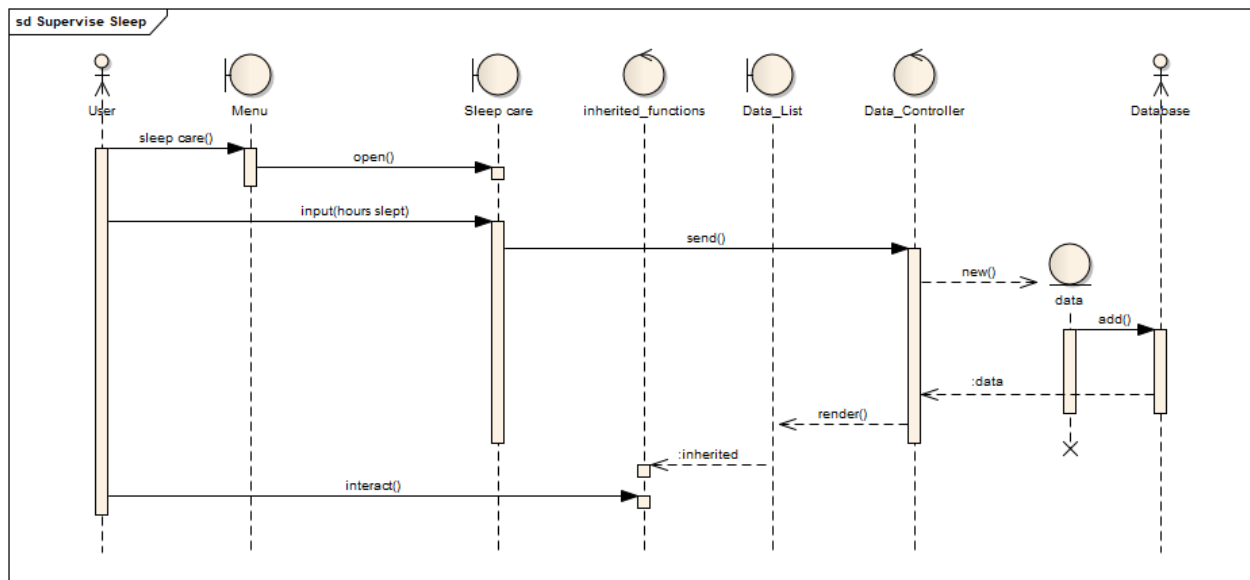 sd Supervise Sleep
User
Menu
Sleep care
inherited_functions
Data_List
Data_Controller
Database
sleep care()
open()
input(hours slept)
send()
new()
data
add()
:data
render()
:inherited
interact()